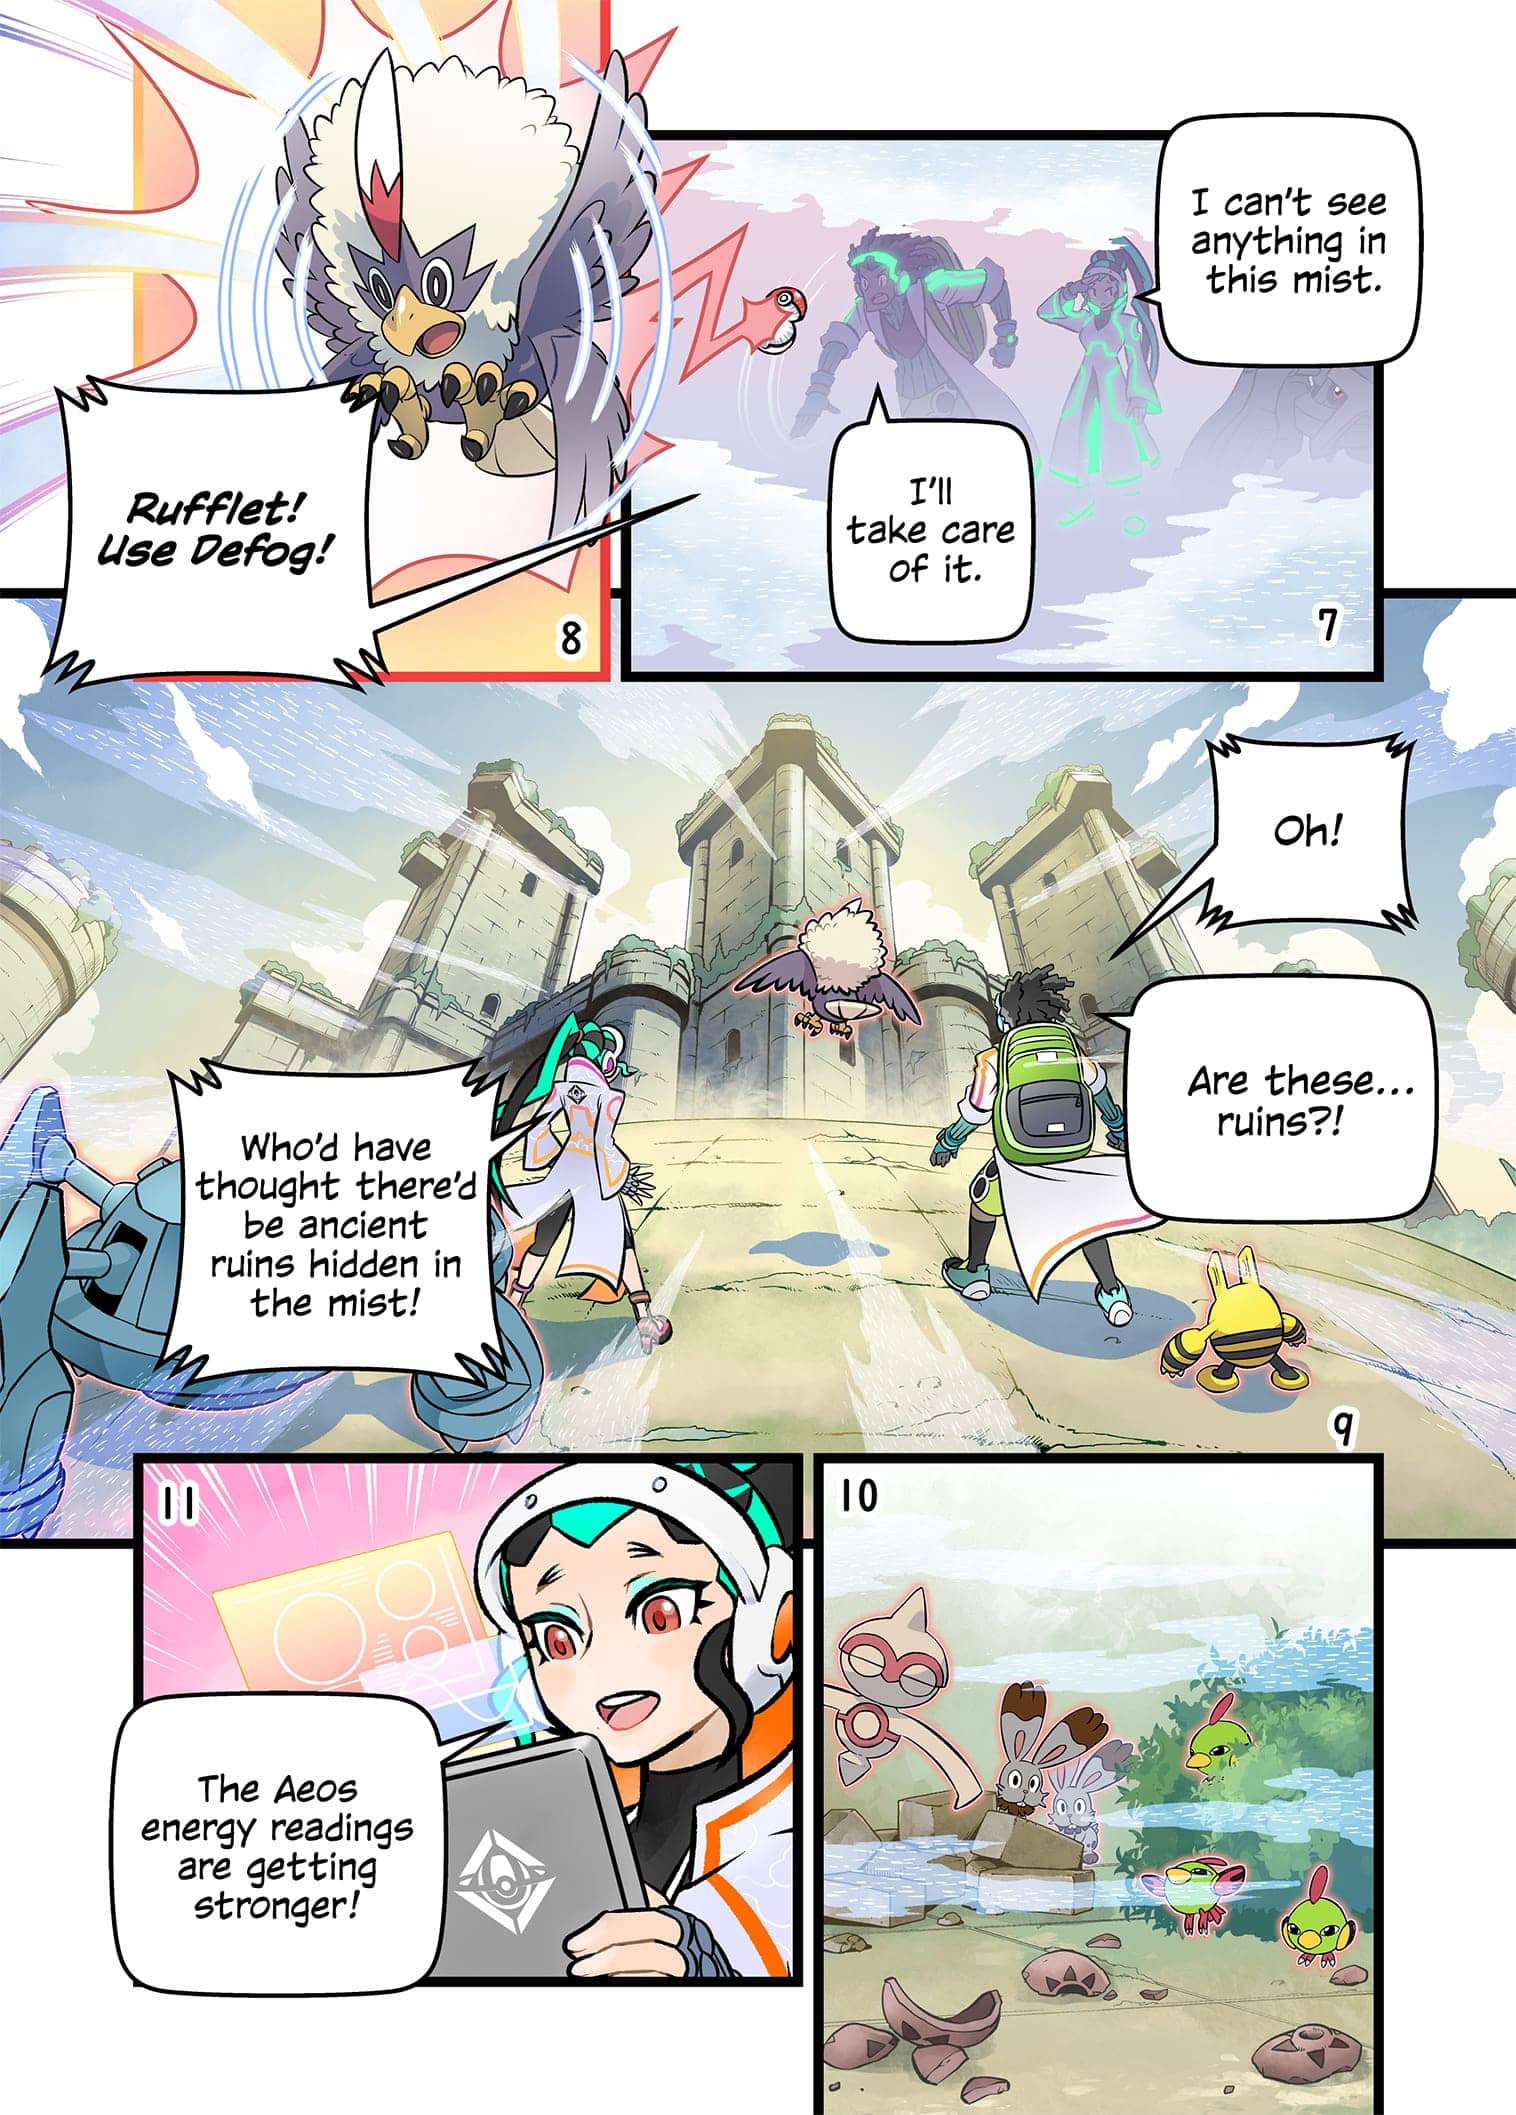 I can't see
anything in
this mist.
I'll
take care
of it.
7
Rufflet!
Use Defog!
8
Oh!
Are these...
ruins?!
Who'd have
thought there'd
be ancient
ruins hidden in
the mist!
9
10
11
The Aeos
energy readings
are getting
stronger!